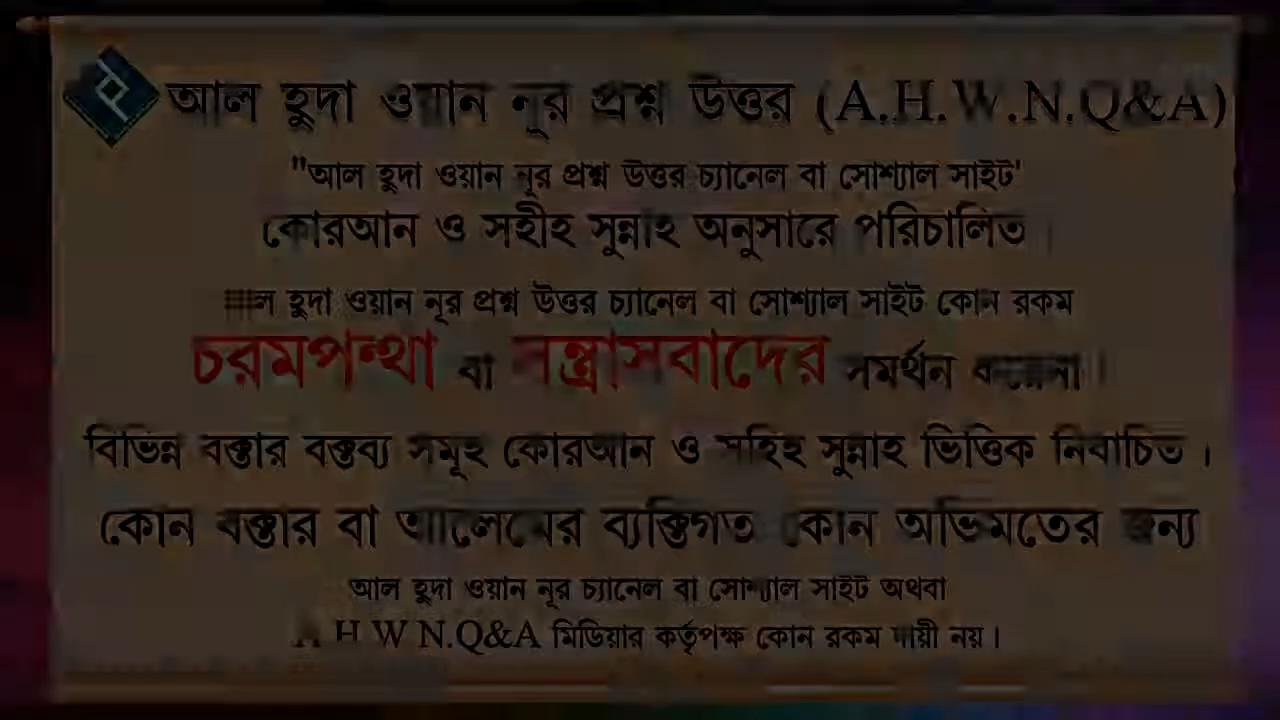 আল হুদা ওয়ান নূর প্রশ্ন উত্তর (A.H.W.N.Q&A)
"আল হুদা ওয়ান নূর প্রশ্ন উত্তর চ্যানেল বা সোশ্যাল সাইট'
কোরআন ও সহীহ সুন্নাহ অনুসারে পরিচালিত।
হুদা ওয়ান নূর প্রশ্ন উত্তর চ্যানেল বা সোশ্যাল সাইট কোন রকম
চরমপন্থা বা সন্ত্রাসবাদের সমর্থন করেনা।
বিভিন্ন বক্তার বক্তব্য সমূহ কোরআন ও সহিহ সুন্নাহ ভিত্তিক নির্বাচিত।
কোন বক্তার বা আলেমের ব্যক্তিগত কোন অভিমতের জন্য
আল হুদা ওয়ান নূর চ্যানেল বা সোশ্যাল সাইট অথবা
A H W N.Q&A মিডিয়ার কর্তৃপক্ষ কোন রকম দায়ী নয়।